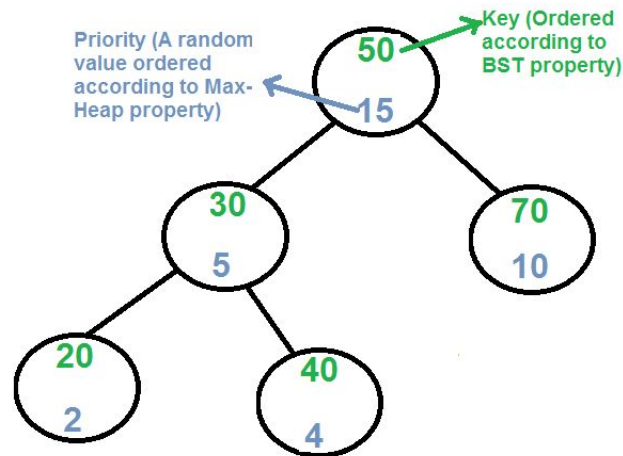 Priority (A random
value ordered
according to Max-
Heap property)
Key (Ordered
according to
BST property)
50
15
30
5
70
10
20
2
40
4